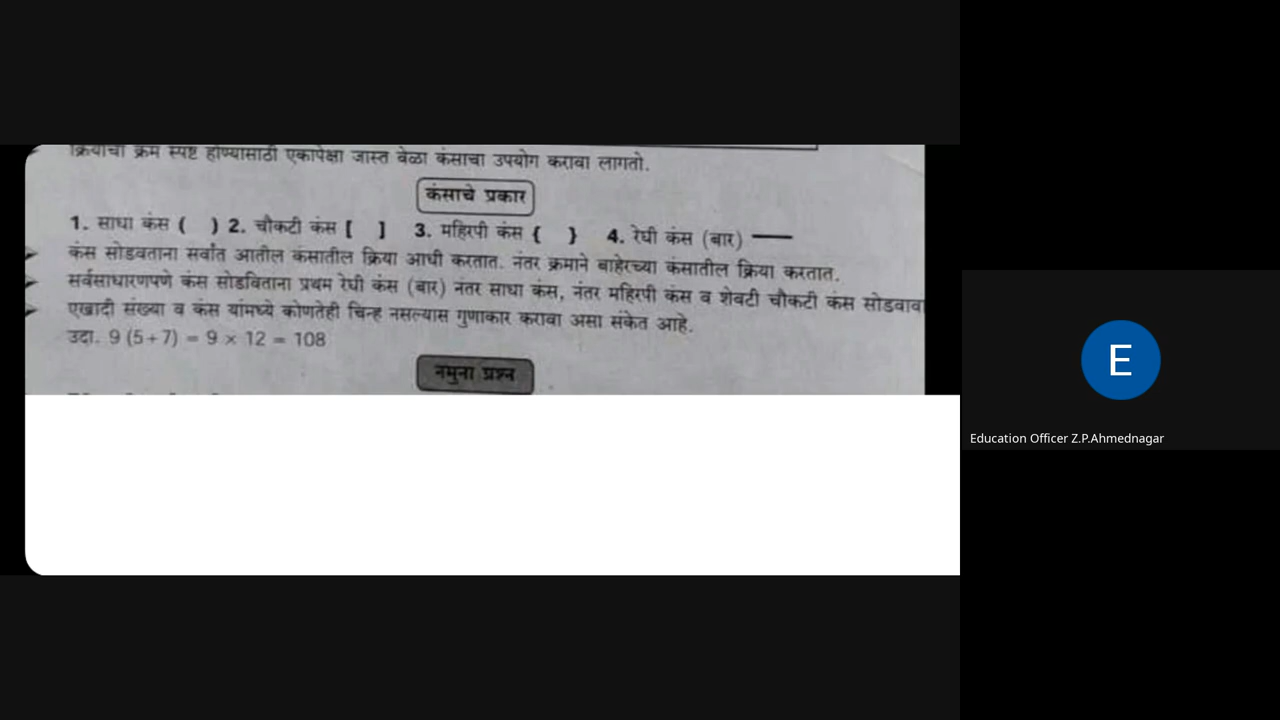 क्रियांचा क्रम स्पष्ट होण्यासाठी एकापेक्षा जास्त वेळा कंसाचा उपयोग करावा लागतो.
कंसाचे प्रकार
1. साधा कंस ( ) 2. चौकटी कंस [ ] 3. महिरपी कंस { } 4. रेघी कंस (बार) —
कंस सोडवताना सर्वांत आतील कंसातील क्रिया आधी करतात. नंतर क्रमाने बाहेरच्या कंसातील क्रिया करतात.
सर्वसाधारणपणे कंस सोडविताना प्रथम रेघी कंस (बार) नंतर साधा कंस, नंतर महिरपी कंस व शेवटी चौकटी कंस सोडवावा
एखादी संख्या व कंस यांमध्ये कोणतेही चिन्ह नसल्यास गुणाकार करावा असा संकेत आहे.
उदा. 9 (5+7) = 9 × 12 = 108
नमुना प्रश्न
E
Education Officer Z.P.Ahmednagar